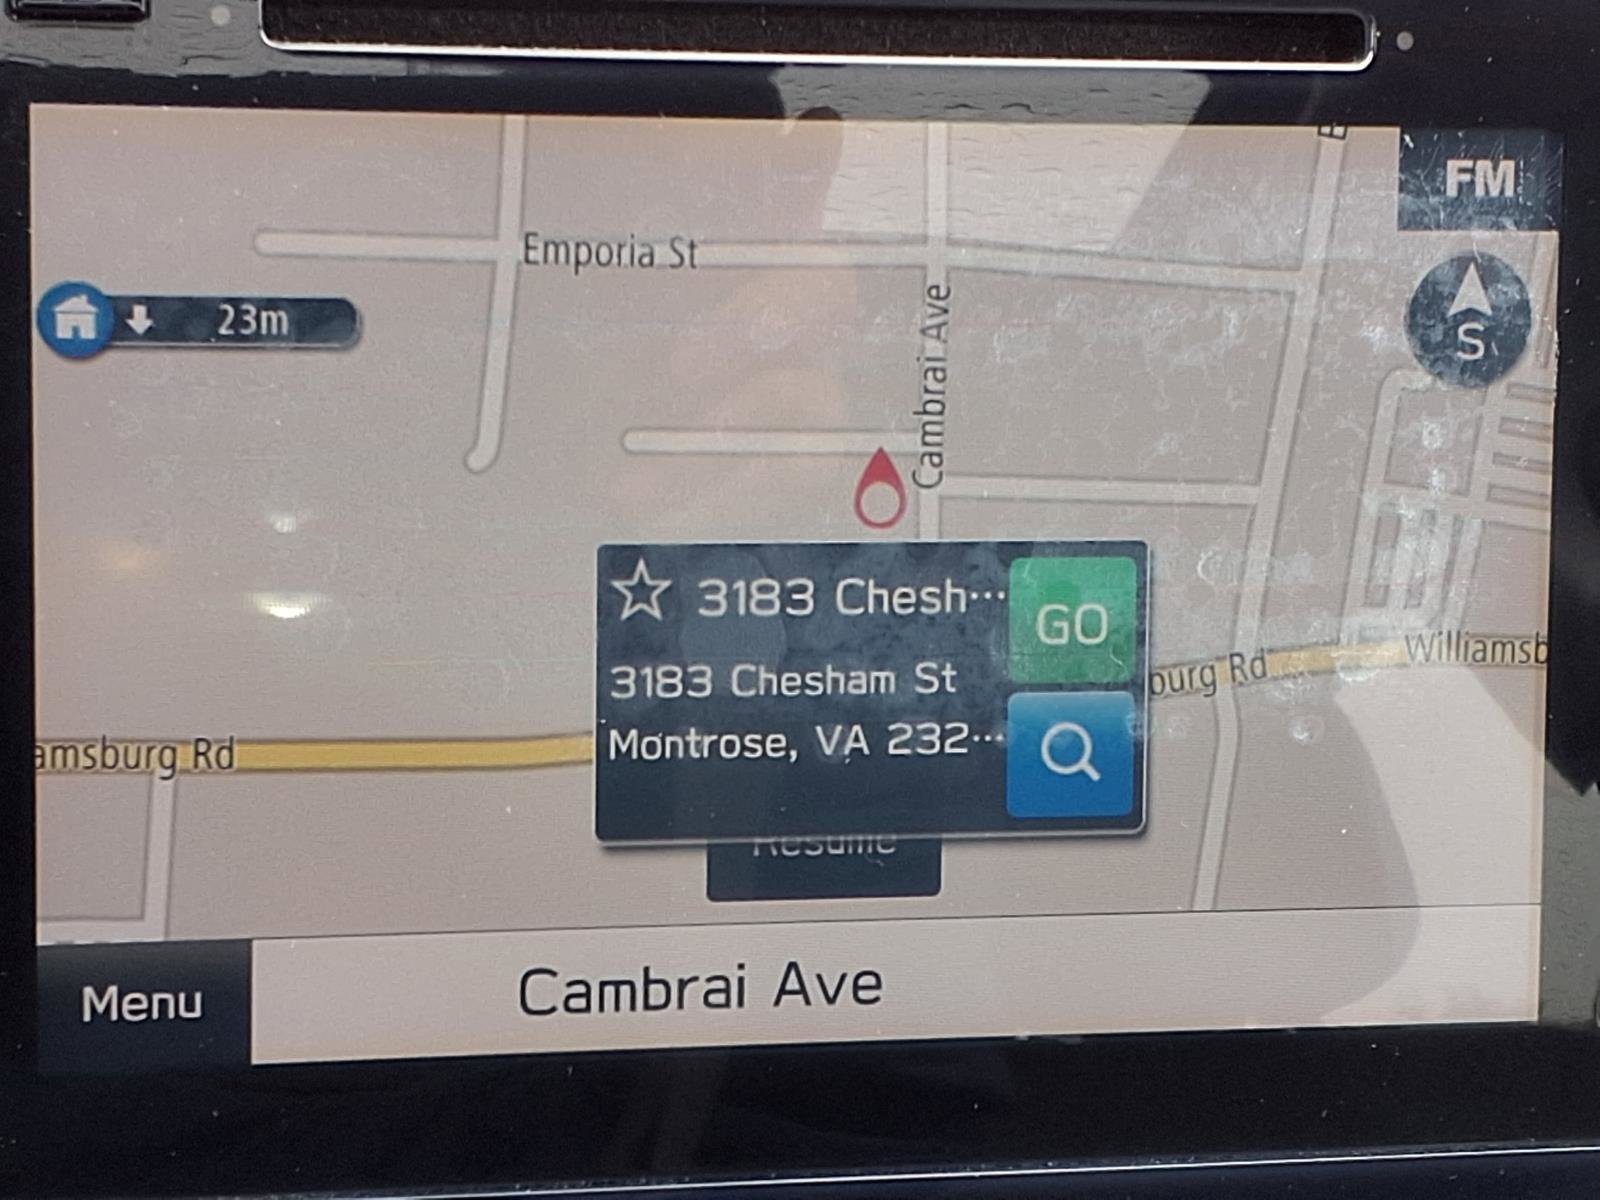 FM
Emporia St
23m
Cambrai Ave
S
3183 Chesh···
GO
3183 Chesham St
Montrose, VA 232···
burg Rd
Williamsb
amsburg Rd
Resume
Menu
Cambrai Ave